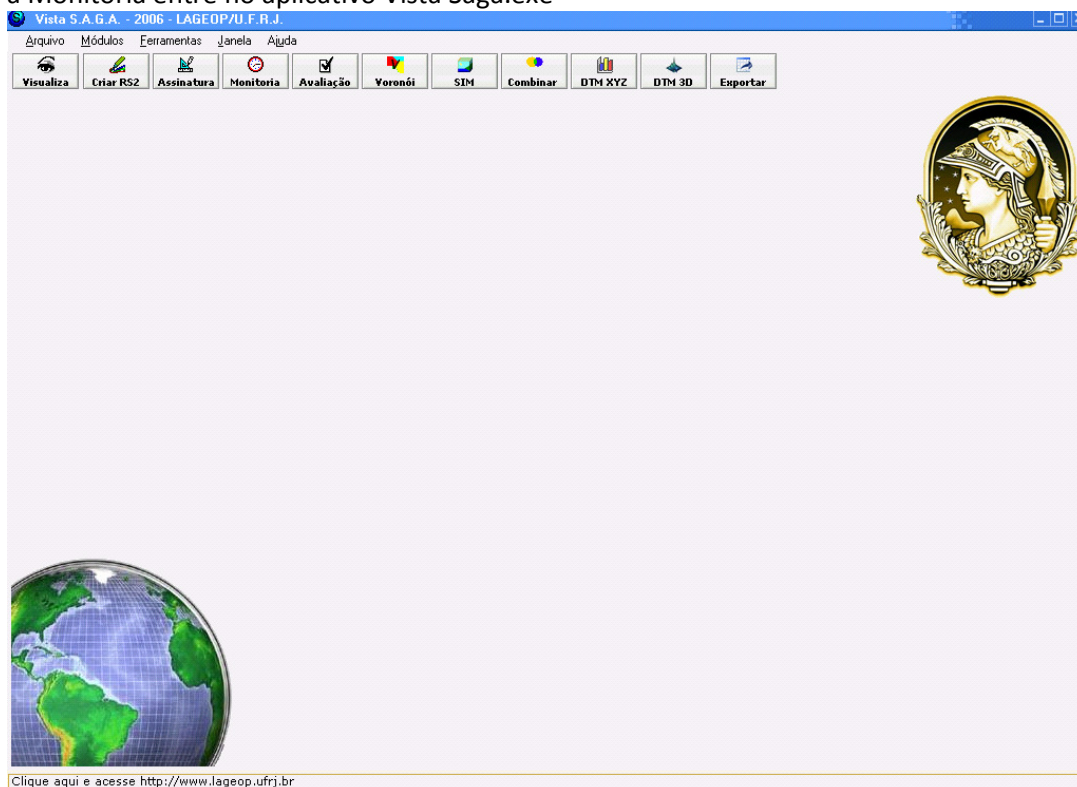 a Monitoria entre no aplicativo Vista Saga.exe
Vista S.A.G.A. - 2006 - LAGEOP/U.F.R.J.
Arquivo Módulos Ferramentas Janela Ajuda
Visualiza Criar RS2 Assinatura Monitoria Avaliação Voronói SIM Combinar DTM XYZ DTM 3D Exportar
Clique aqui e acesse http://www.lageop.ufrj.br